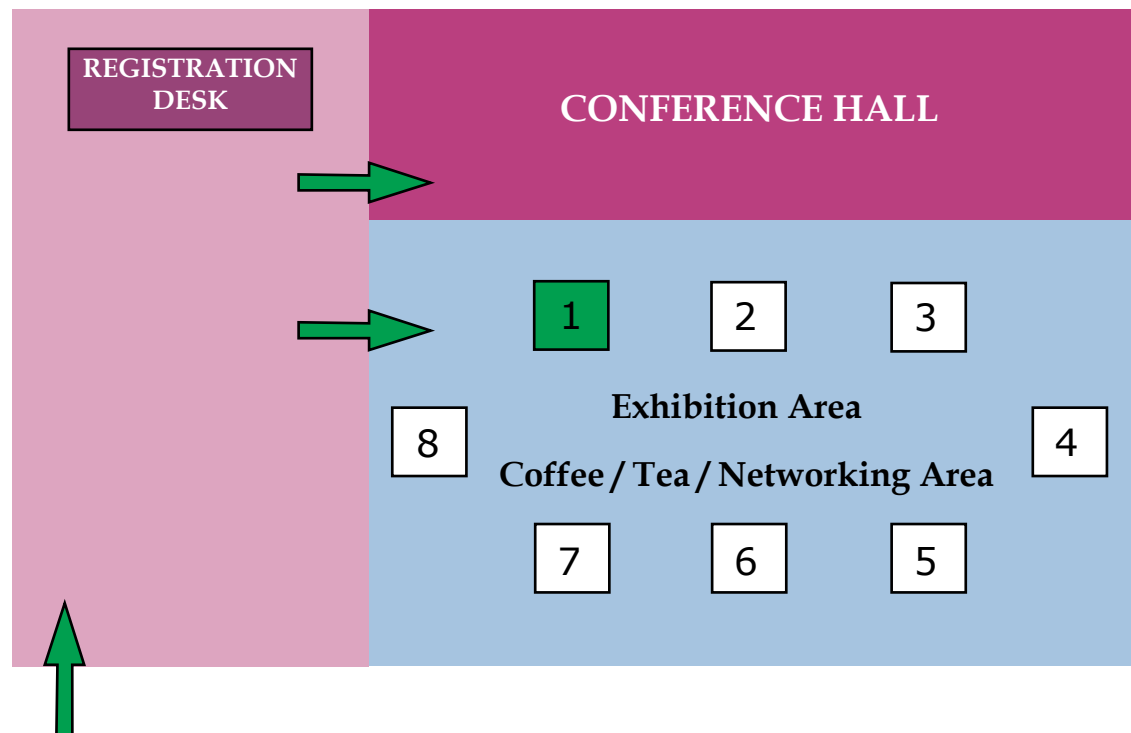 REGISTRATION
DESK
CONFERENCE HALL
1
2
3
Exhibition Area
8
4
Coffee / Tea / Networking Area
7
6
5